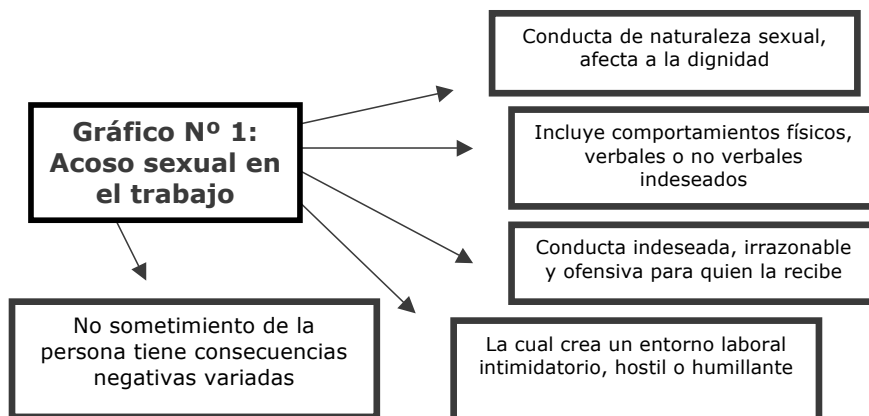 Gráfico Nº 1:
Acoso sexual en
el trabajo
Conducta de naturaleza sexual,
afecta a la dignidad
Incluye comportamientos físicos,
verbales o no verbales
indeseados
Conducta indeseada, irrazonable
y ofensiva para quien la recibe
La cual crea un entorno laboral
intimidatorio, hostil o humillante
No sometimiento de la
persona tiene consecuencias
negativas variadas